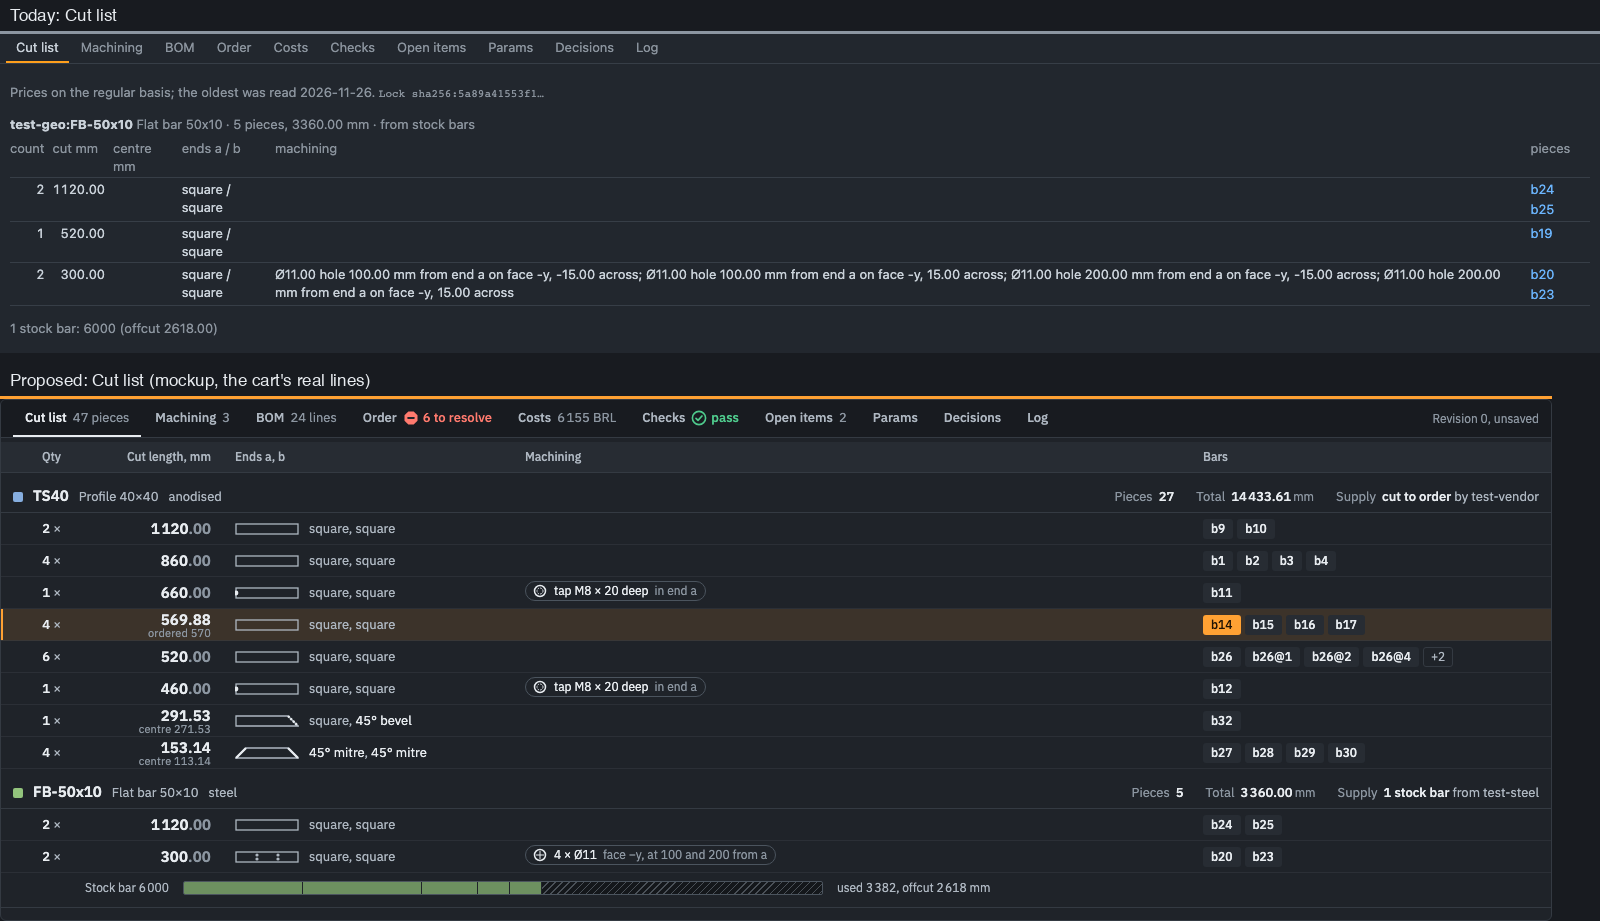 Today: Cut list
Cut list Machining BOM Order Costs Checks Open items Params Decisions Log
Prices on the regular basis; the oldest was read 2026-11-26. Lock sha256:5a89a41553f1…
test-geo:FB-50x10 Flat bar 50x10 · 5 pieces, 3360.00 mm · from stock bars
count cut mm centre mm ends a / b machining pieces
2 1120.00 square / square b24 b25
1 520.00 square / square b19
2 300.00 square / square Ø11.00 hole 100.00 mm from end a on face -y, -15.00 across; Ø11.00 hole 100.00 mm from end a on face -y, 15.00 across; Ø11.00 hole 200.00 mm from end a on face -y, -15.00 across; Ø11.00 hole 200.00 mm from end a on face -y, 15.00 across b20 b23
1 stock bar: 6000 (offcut 2618.00)
Proposed: Cut list (mockup, the cart's real lines)
Cut list 47 pieces Machining 3 BOM 24 lines Order 6 to resolve Costs 6155 BRL Checks pass Open items 2 Params Decisions Log Revision 0, unsaved
Qty Cut length, mm Ends a, b Machining Bars
TS40 Profile 40×40 anodised Pieces 27 Total 14433.61 mm Supply cut to order by test-vendor
2 × 1120.00 square, square b9 b10
4 × 860.00 square, square b1 b2 b3 b4
1 × 660.00 square, square tap M8 × 20 deep in end a b11
4 × 569.88 square, square b14 b15 b16 b17
ordered 570
6 × 520.00 square, square b26 b26@1 b26@2 b26@4 +2
1 × 460.00 square, square tap M8 × 20 deep in end a b12
1 × 291.53 square, 45° bevel b32
centre 271.53
4 × 153.14 45° mitre, 45° mitre b27 b28 b29 b30
centre 113.14
FB-50x10 Flat bar 50×10 steel Pieces 5 Total 3360.00 mm Supply 1 stock bar from test-steel
2 × 1120.00 square, square b24 b25
2 × 300.00 square, square 4 × Ø11 face −y, at 100 and 200 from a b20 b23
Stock bar 6000 used 3382, offcut 2618 mm